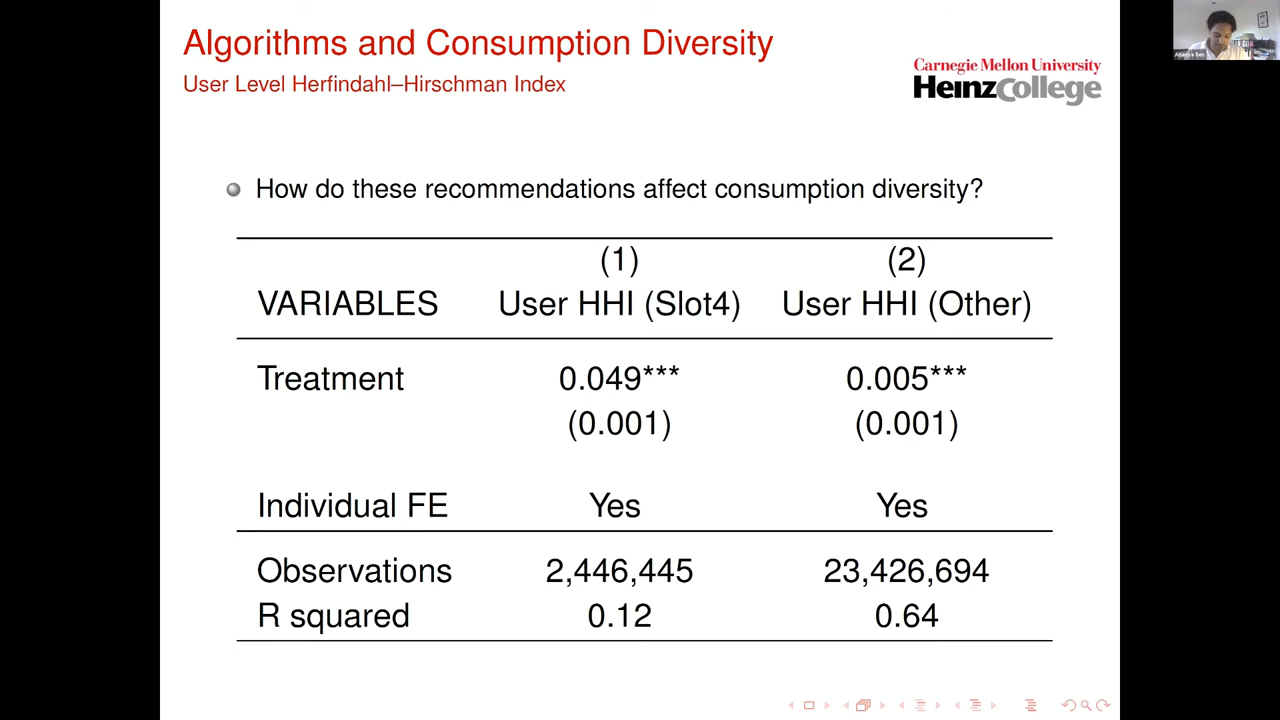 Algorithms and Consumption Diversity
User Level Herfindahl–Hirschman Index
Carnegie Mellon University
HeinzCollege
How do these recommendations affect consumption diversity?
(1) (2)
VARIABLES User HHI (Slot4) User HHI (Other)
Treatment 0.049*** 0.005***
(0.001) (0.001)
Individual FE Yes Yes
Observations 2,446,445 23,426,694
R squared 0.12 0.64